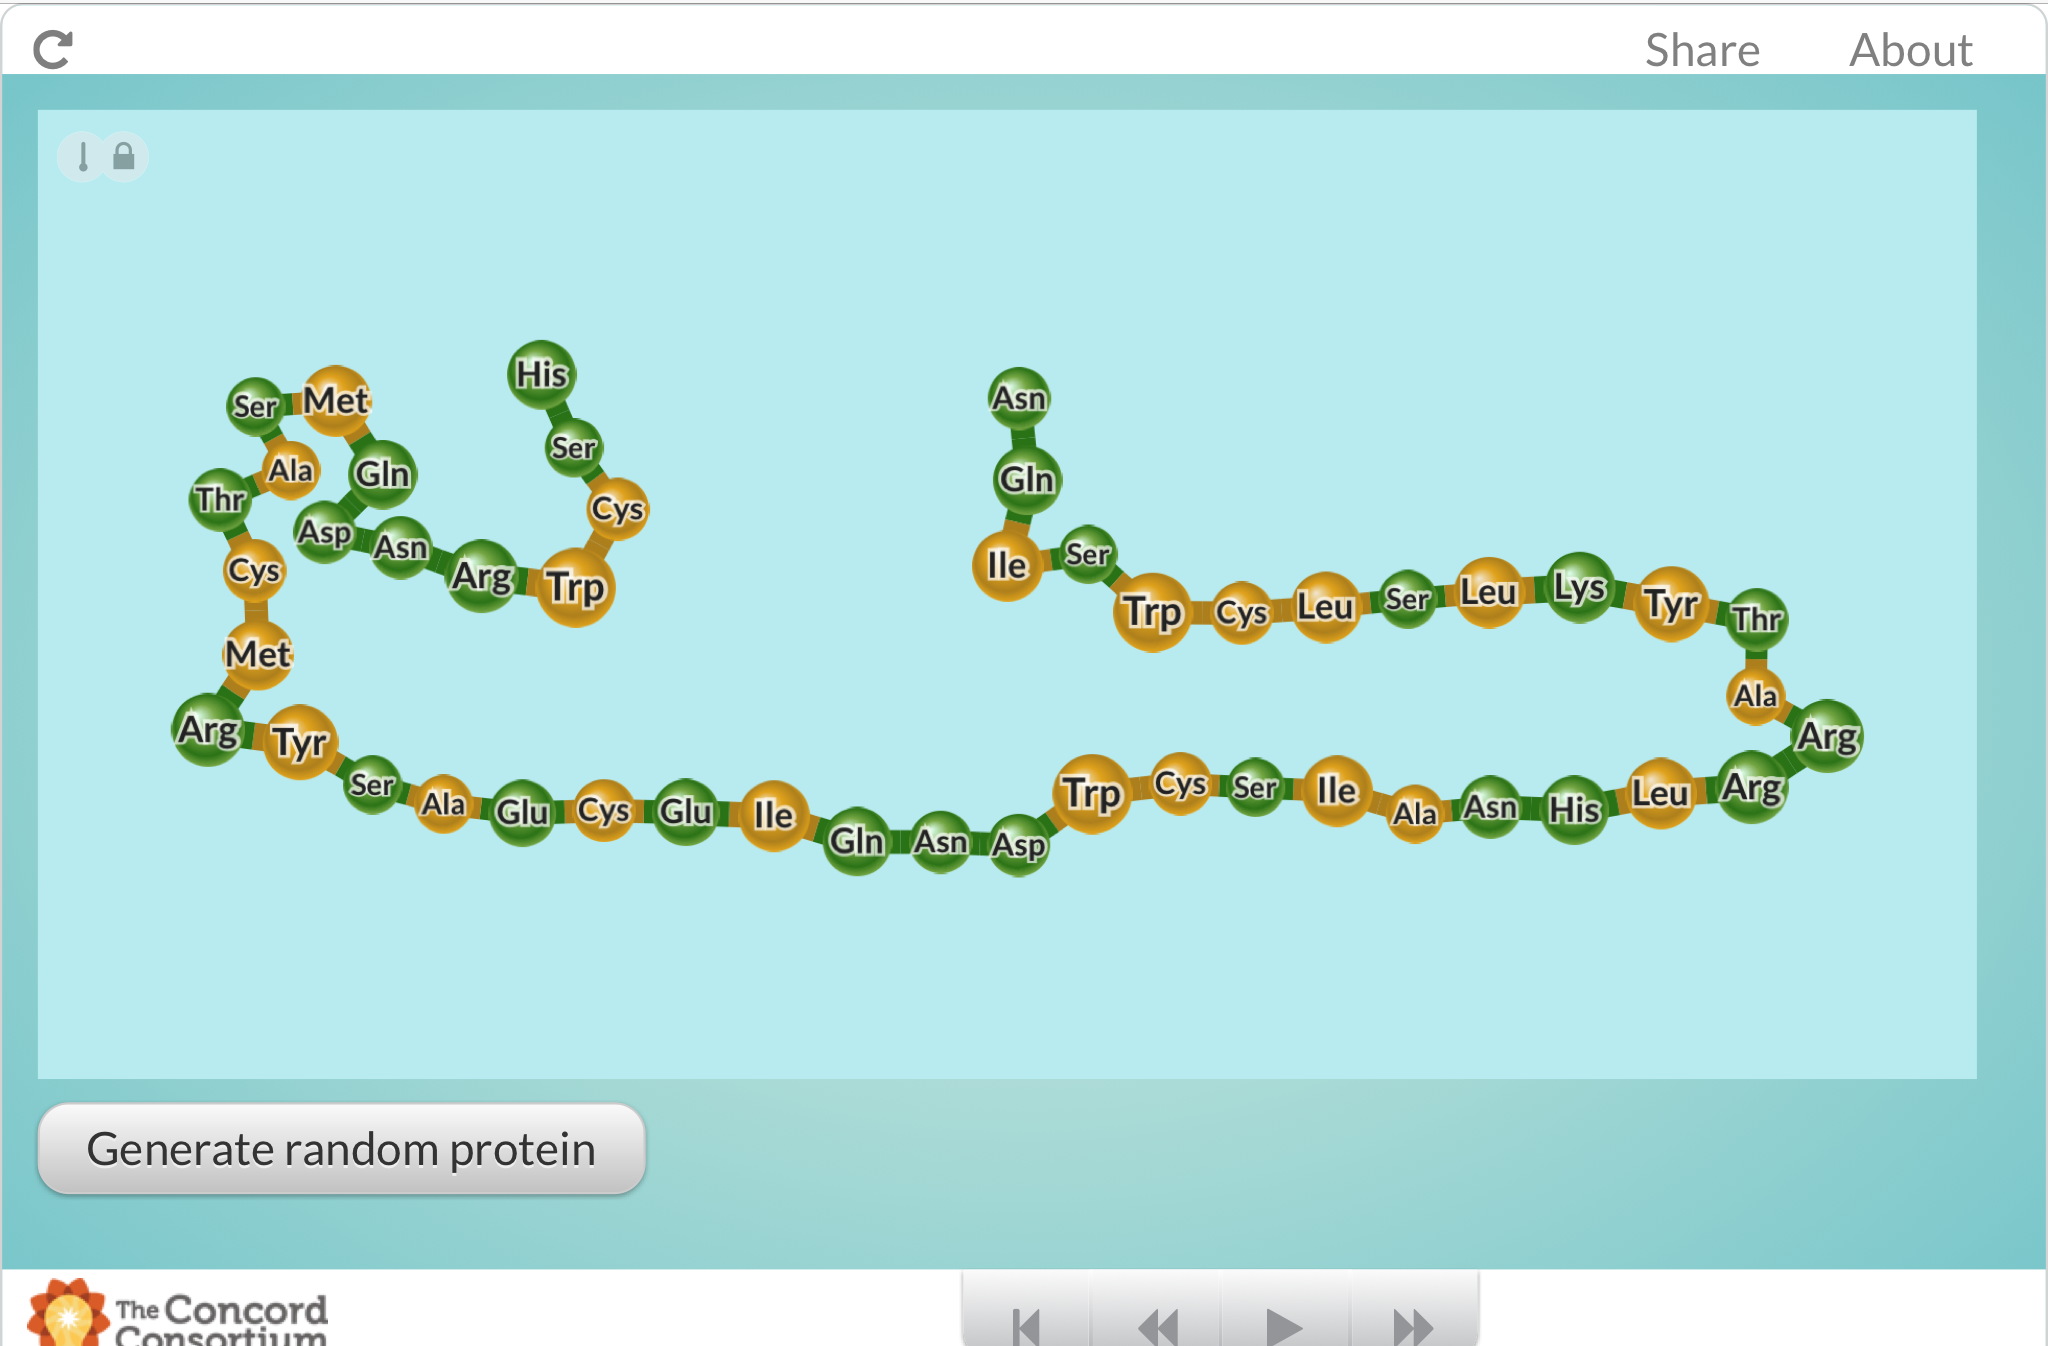 Share About
His
Asn
Ser Met
Ser
Ala Gln
Gln
Thr
Cys
Asp Asn
Ser
Cys
Arg Trp
Ile
Leu Lys
Trp Cys Leu Ser
Tyr Thr
Met
Ala
Arg Tyr
Arg
Ser
Trp Cys Ser Ile
Leu Arg
Ala Glu Cys Glu Ile
Ala Asn His
Gln Asn Asp
Generate random protein
The Concord
Consortium